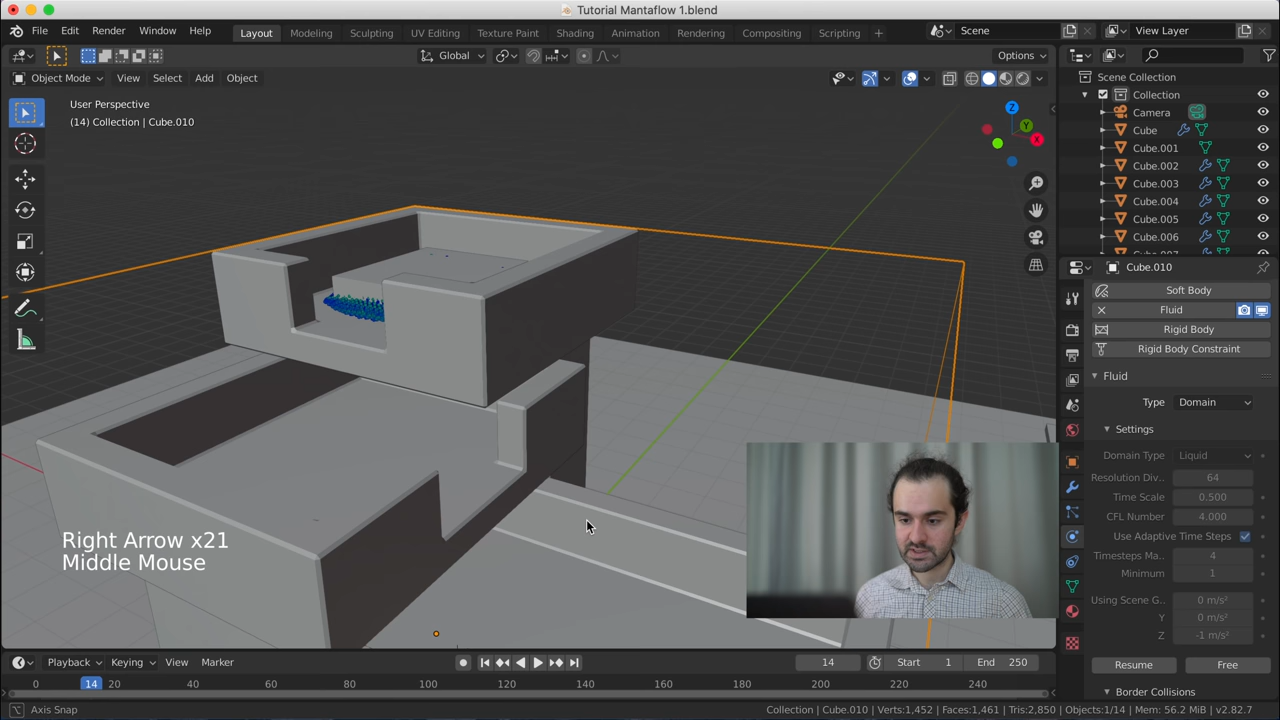 Tutorial Mantaflow 1.blend
File Edit Render Window Help
Layout Modeling Sculpting UV Editing Texture Paint Shading Animation Rendering Compositing Scripting +
Scene
View Layer
Global
Options
Object Mode View Select Add Object
User Perspective
(14) Collection | Cube.010
Z
Y
X
Scene Collection
Collection
Camera
Cube
Cube.001
Cube.002
Cube.003
Cube.004
Cube.005
Cube.006
Cube.010
Soft Body
Fluid
Rigid Body
Rigid Body Constraint
Fluid
Type Domain
Settings
Domain Type Liquid
Resolution Div.. 64
Time Scale 0.500
CFL Number 4.000
Use Adaptive Time Steps
Timesteps Ma.. 4
Minimum 1
Using Scene G.. 0 m/s²
Y 0 m/s²
Z -1 m/s²
Resume Free
Border Collisions
Right Arrow x21
Middle Mouse
Playback Keying View Marker
14 Start 1 End 250
0 14 20 40 60 80 100 120 140 160 180 200 220 240
Axis Snap
Collection | Cube.010 | Verts:1,452 | Faces:1,461 | Tris:2,850 | Objects:1/14 | Mem: 56.2 MiB | v2.82.7